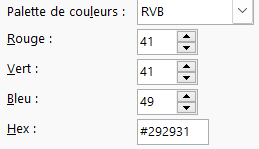 Palette de couleurs : RVB
Rouge : 41
Vert : 41
Bleu : 49
Hex : #292931